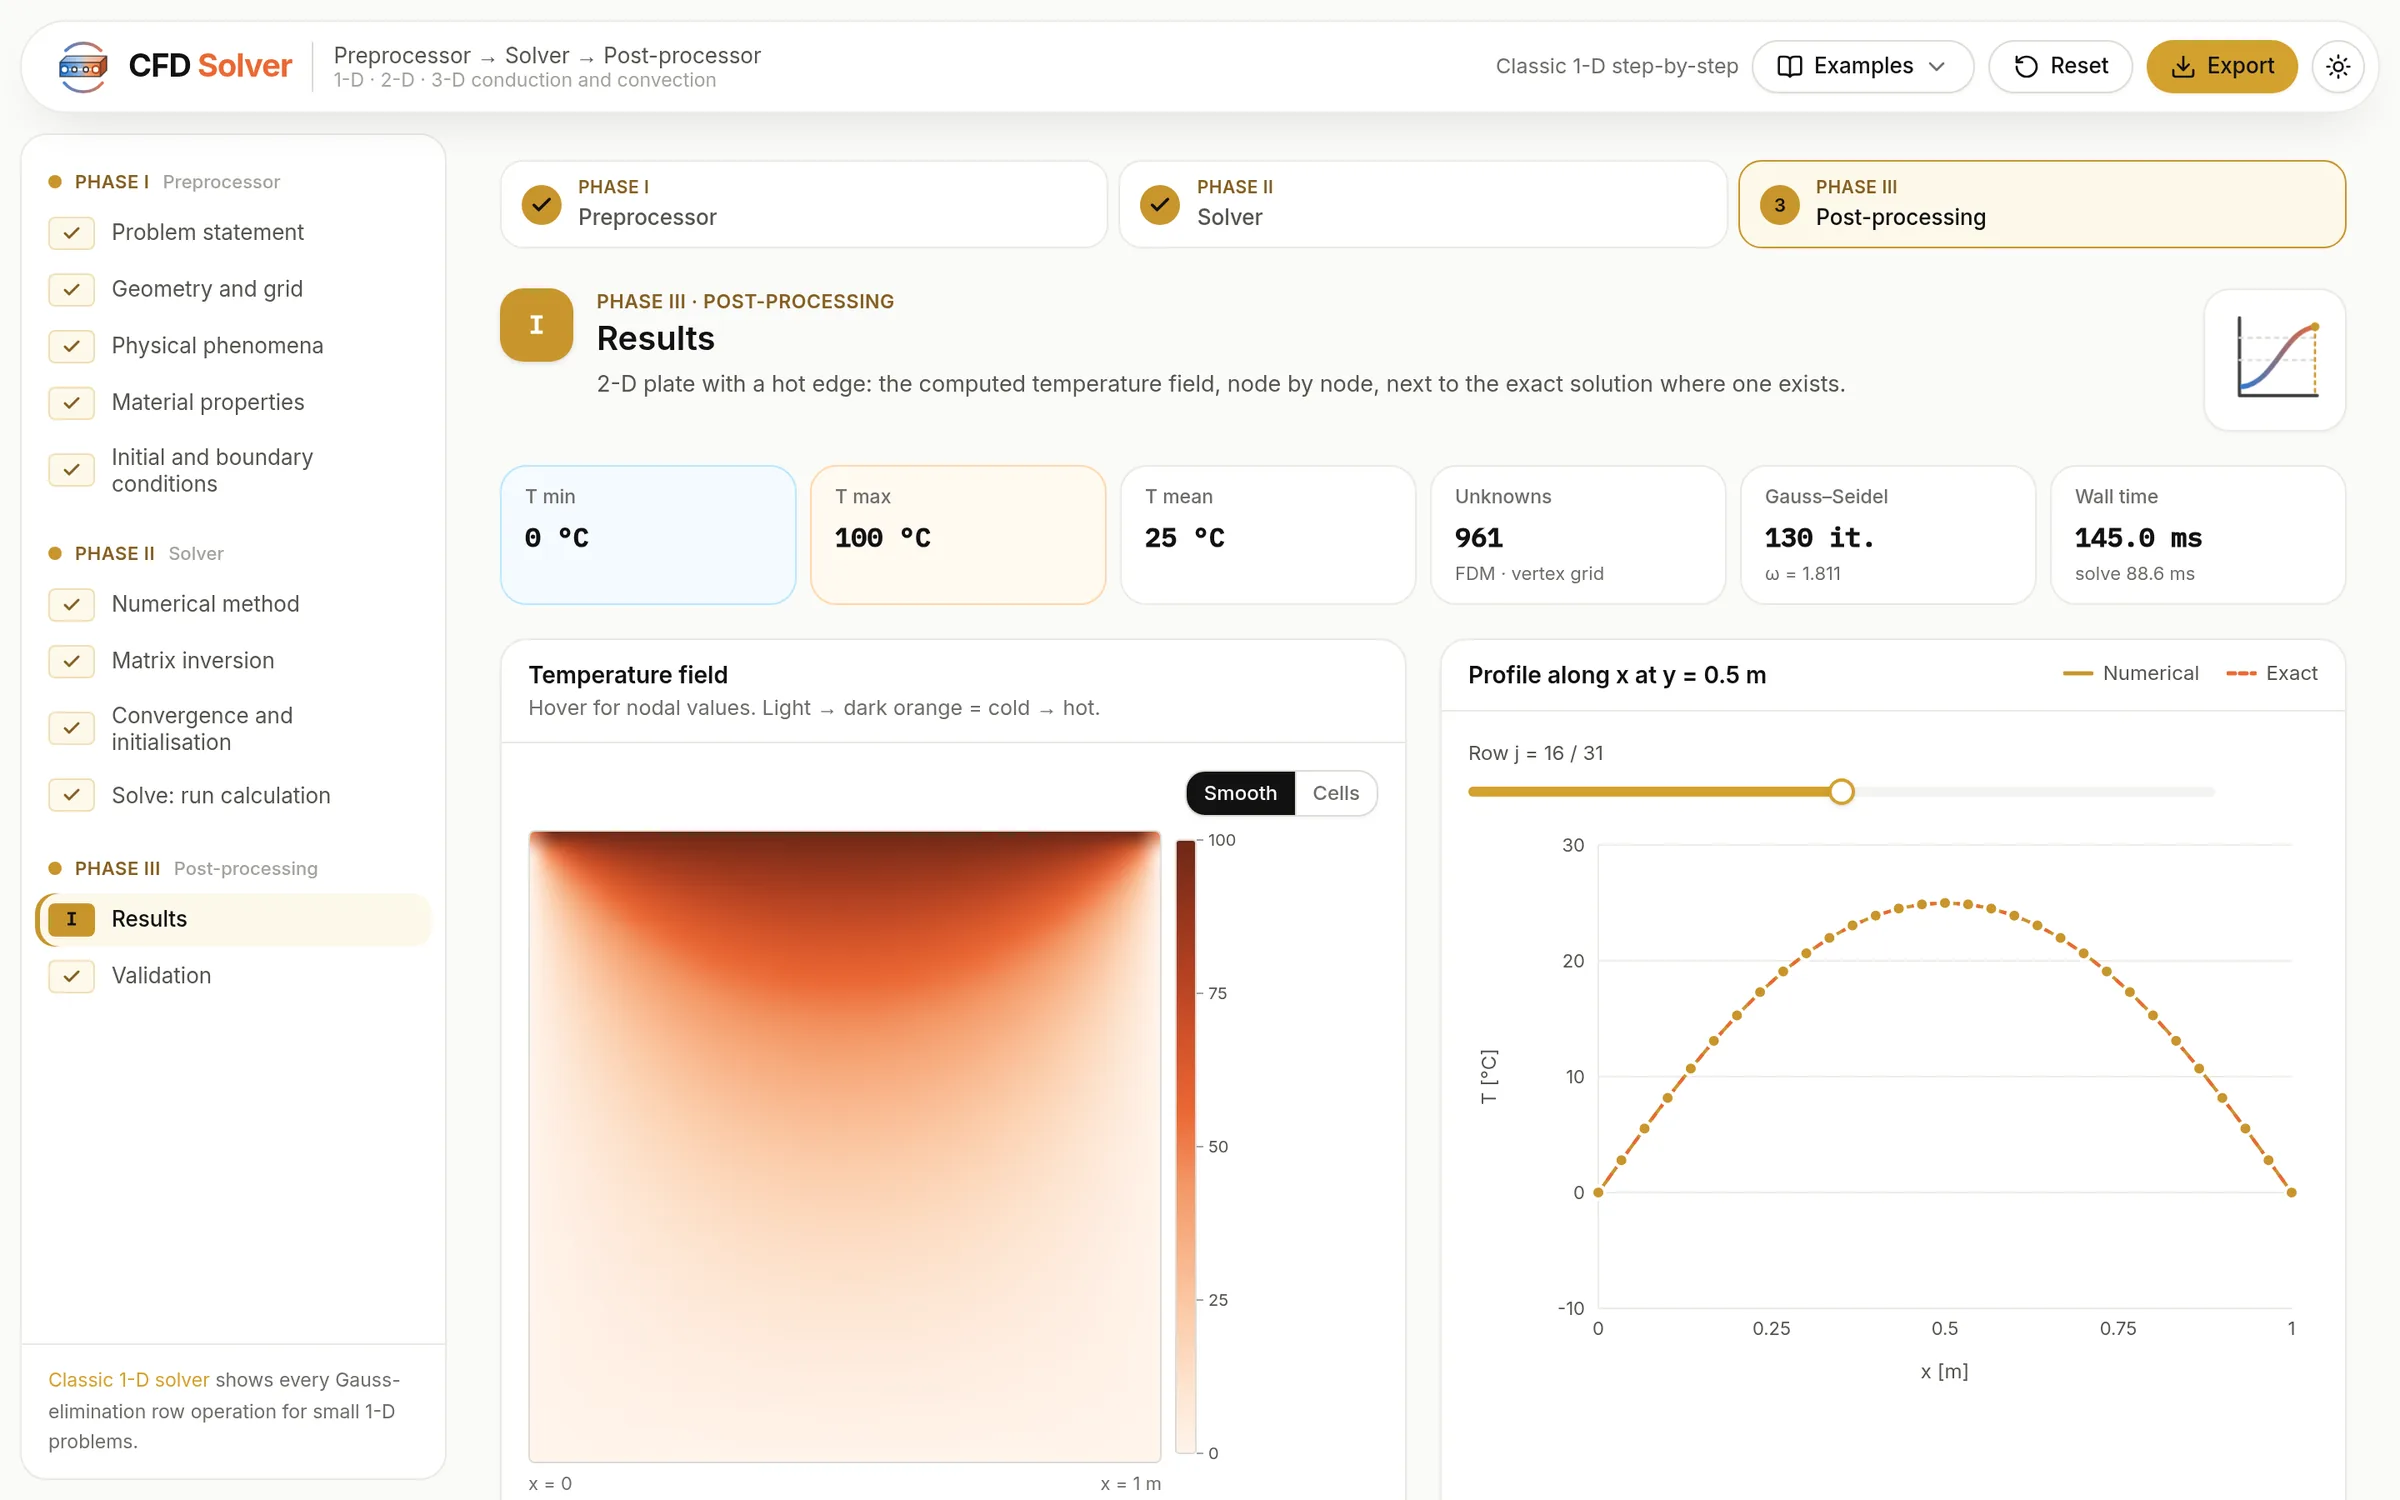 CFD Solver
Preprocessor → Solver → Post-processor
1-D · 2-D · 3-D conduction and convection
Classic 1-D step-by-step
Examples
Reset
Export
PHASE I Preprocessor
Problem statement
Geometry and grid
Physical phenomena
Material properties
Initial and boundary
conditions
PHASE II Solver
Numerical method
Matrix inversion
Convergence and
initialisation
Solve: run calculation
PHASE III Post-processing
I Results
Validation
Classic 1-D solver shows every Gauss-
elimination row operation for small 1-D
problems.
PHASE I
Preprocessor
PHASE II
Solver
3
PHASE III
Post-processing
I
PHASE III · POST-PROCESSING
Results
2-D plate with a hot edge: the computed temperature field, node by node, next to the exact solution where one exists.
T min
0 °C
T max
100 °C
T mean
25 °C
Unknowns
961
FDM · vertex grid
Gauss–Seidel
130 it.
ω = 1.811
Wall time
145.0 ms
solve 88.6 ms
Temperature field
Hover for nodal values. Light → dark orange = cold → hot.
Smooth
Cells
100
75
50
25
0
x = 0
x = 1 m
Profile along x at y = 0.5 m
Numerical
Exact
Row j = 16 / 31
30
20
10
0
-10
T [°C]
0
0.25
0.5
0.75
1
x [m]